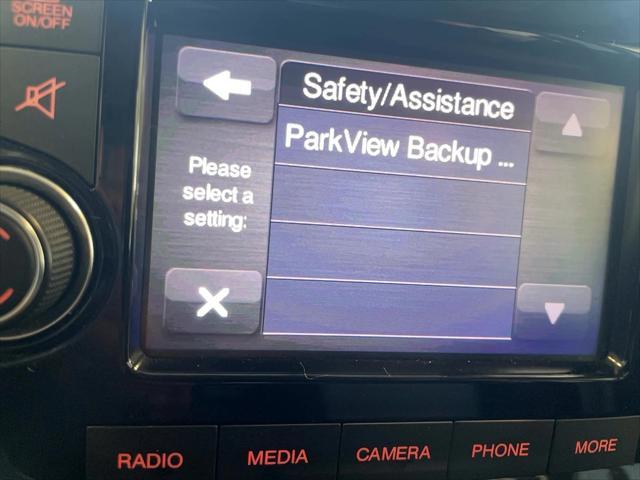 SCREEN
ON/OFF
Safety/Assistance
ParkView Backup ...
Please
select a
setting:
RADIO
MEDIA
CAMERA
PHONE
MORE